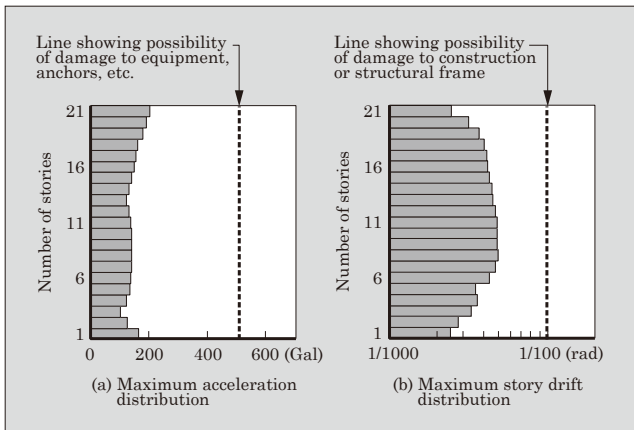 Line showing possibility
of damage to equipment,
anchors, etc.
Number of stories
21
16
11
6
1
0 200 400 600 (Gal)
(a) Maximum acceleration
distribution
Line showing possibility
of damage to construction
or structural frame
Number of stories
21
16
11
6
1
1/1000 1/100 (rad)
(b) Maximum story drift
distribution